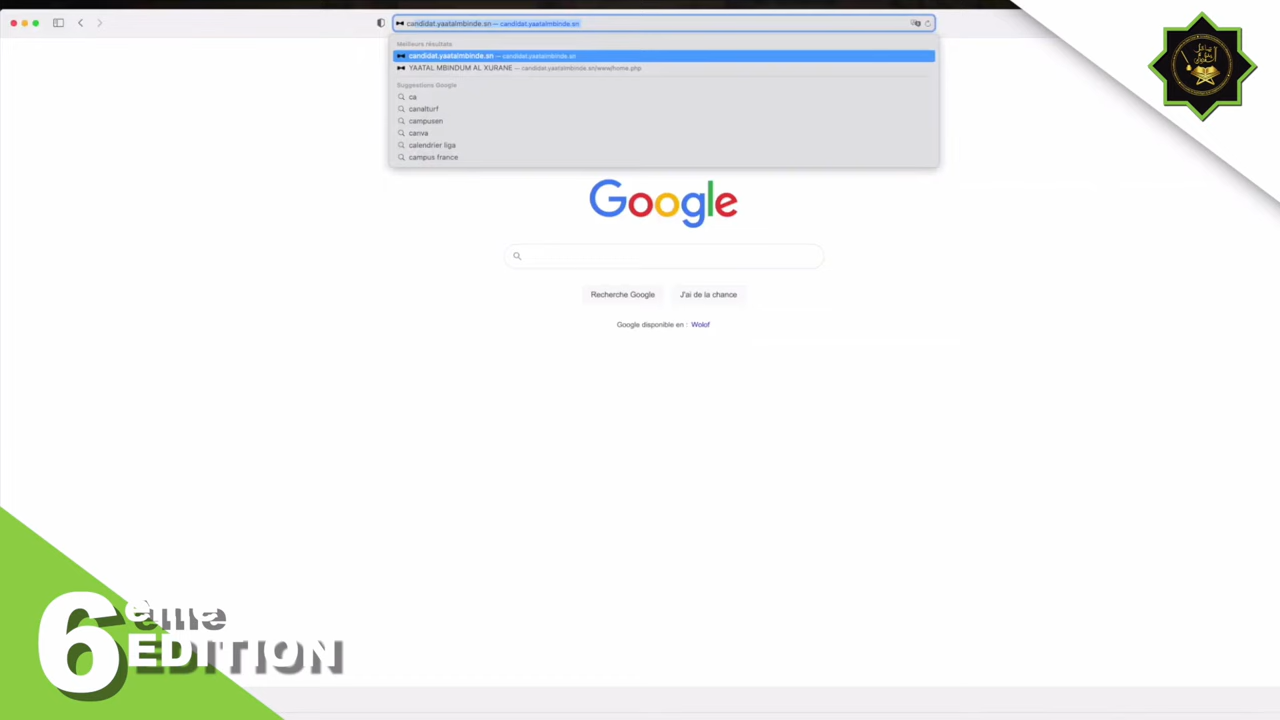 candidat.yaatalmbinde.sn — candidat.yaatalmbinde.sn
Meilleurs résultats
candidat.yaatalmbinde.sn — candidat.yaatalmbinde.sn
YAATAL MBINDUM AL XURANE — candidat.yaatalmbinde.sn/www/home.php
Suggestions Google
ca
canalturf
campusen
canva
calendrier liga
campus france
Google
Recherche Google J'ai de la chance
Google disponible en : Wolof
6ème
EDITION